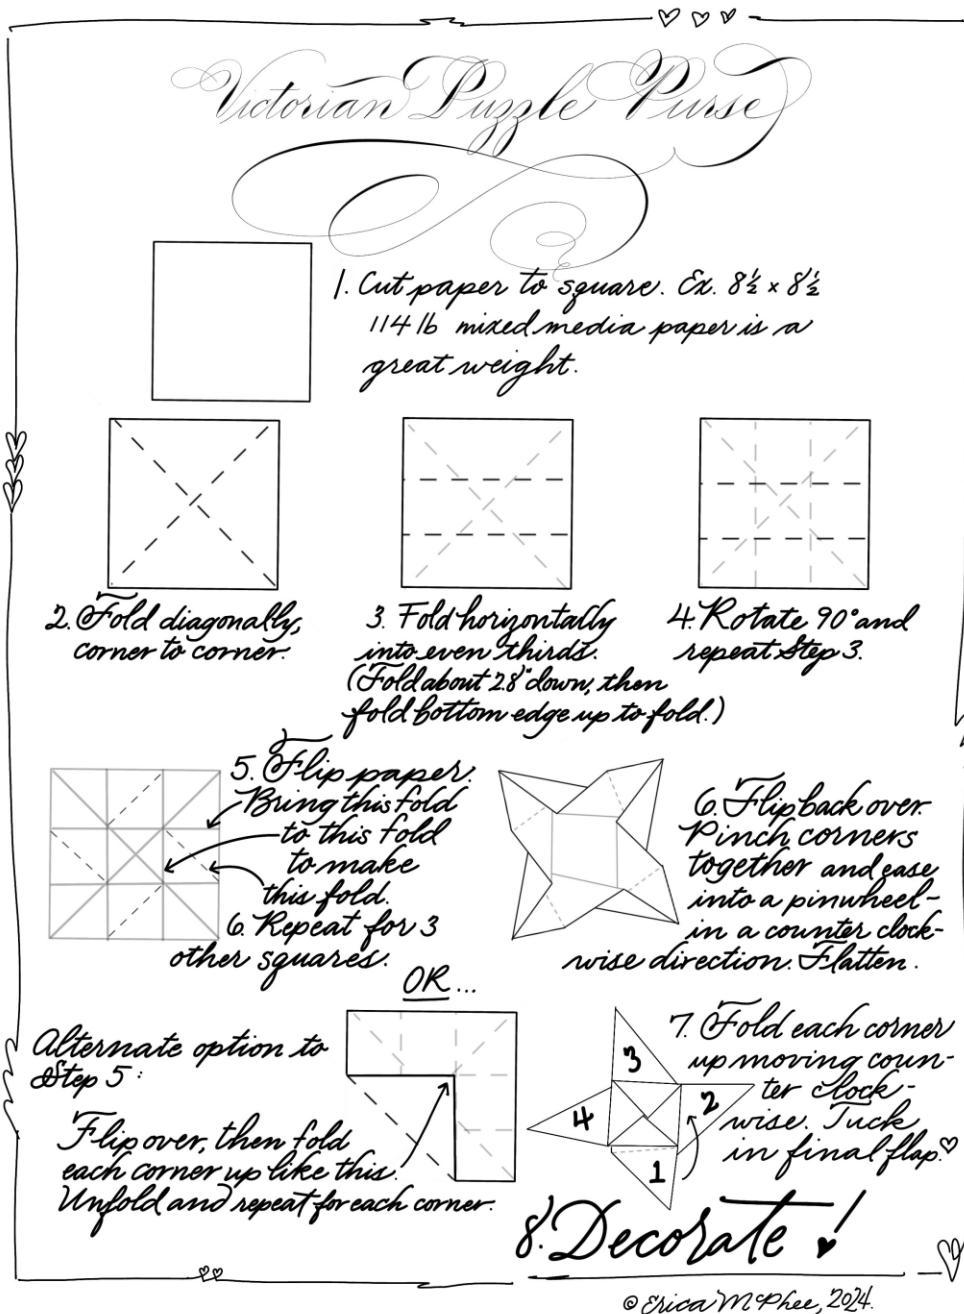 Victorian Puzzle Purse
1. Cut paper to square. Ex. 8½ x 8½
114 lb mixed media paper is a
great weight.
2. Fold diagonally,
corner to corner.
3. Fold horizontally
into even thirds.
(Fold about 2.8" down, then
fold bottom edge up to fold.)
4. Rotate 90° and
repeat Step 3.
5. Flip paper.
Bring this fold
to this fold
to make
this fold.
6. Repeat for 3
other squares.
6. Flip back over.
Pinch corners
together and ease
into a pinwheel-
in a counter clock-
wise direction. Flatten.
OR...
Alternate option to
Step 5:
Flip over, then fold
each corner up like this.
Unfold and repeat for each corner.
3
4
2
1
7. Fold each corner
up moving coun-
ter clock-
wise. Tuck
in final flap.
8. Decorate!
© Erica McPhee, 2024.